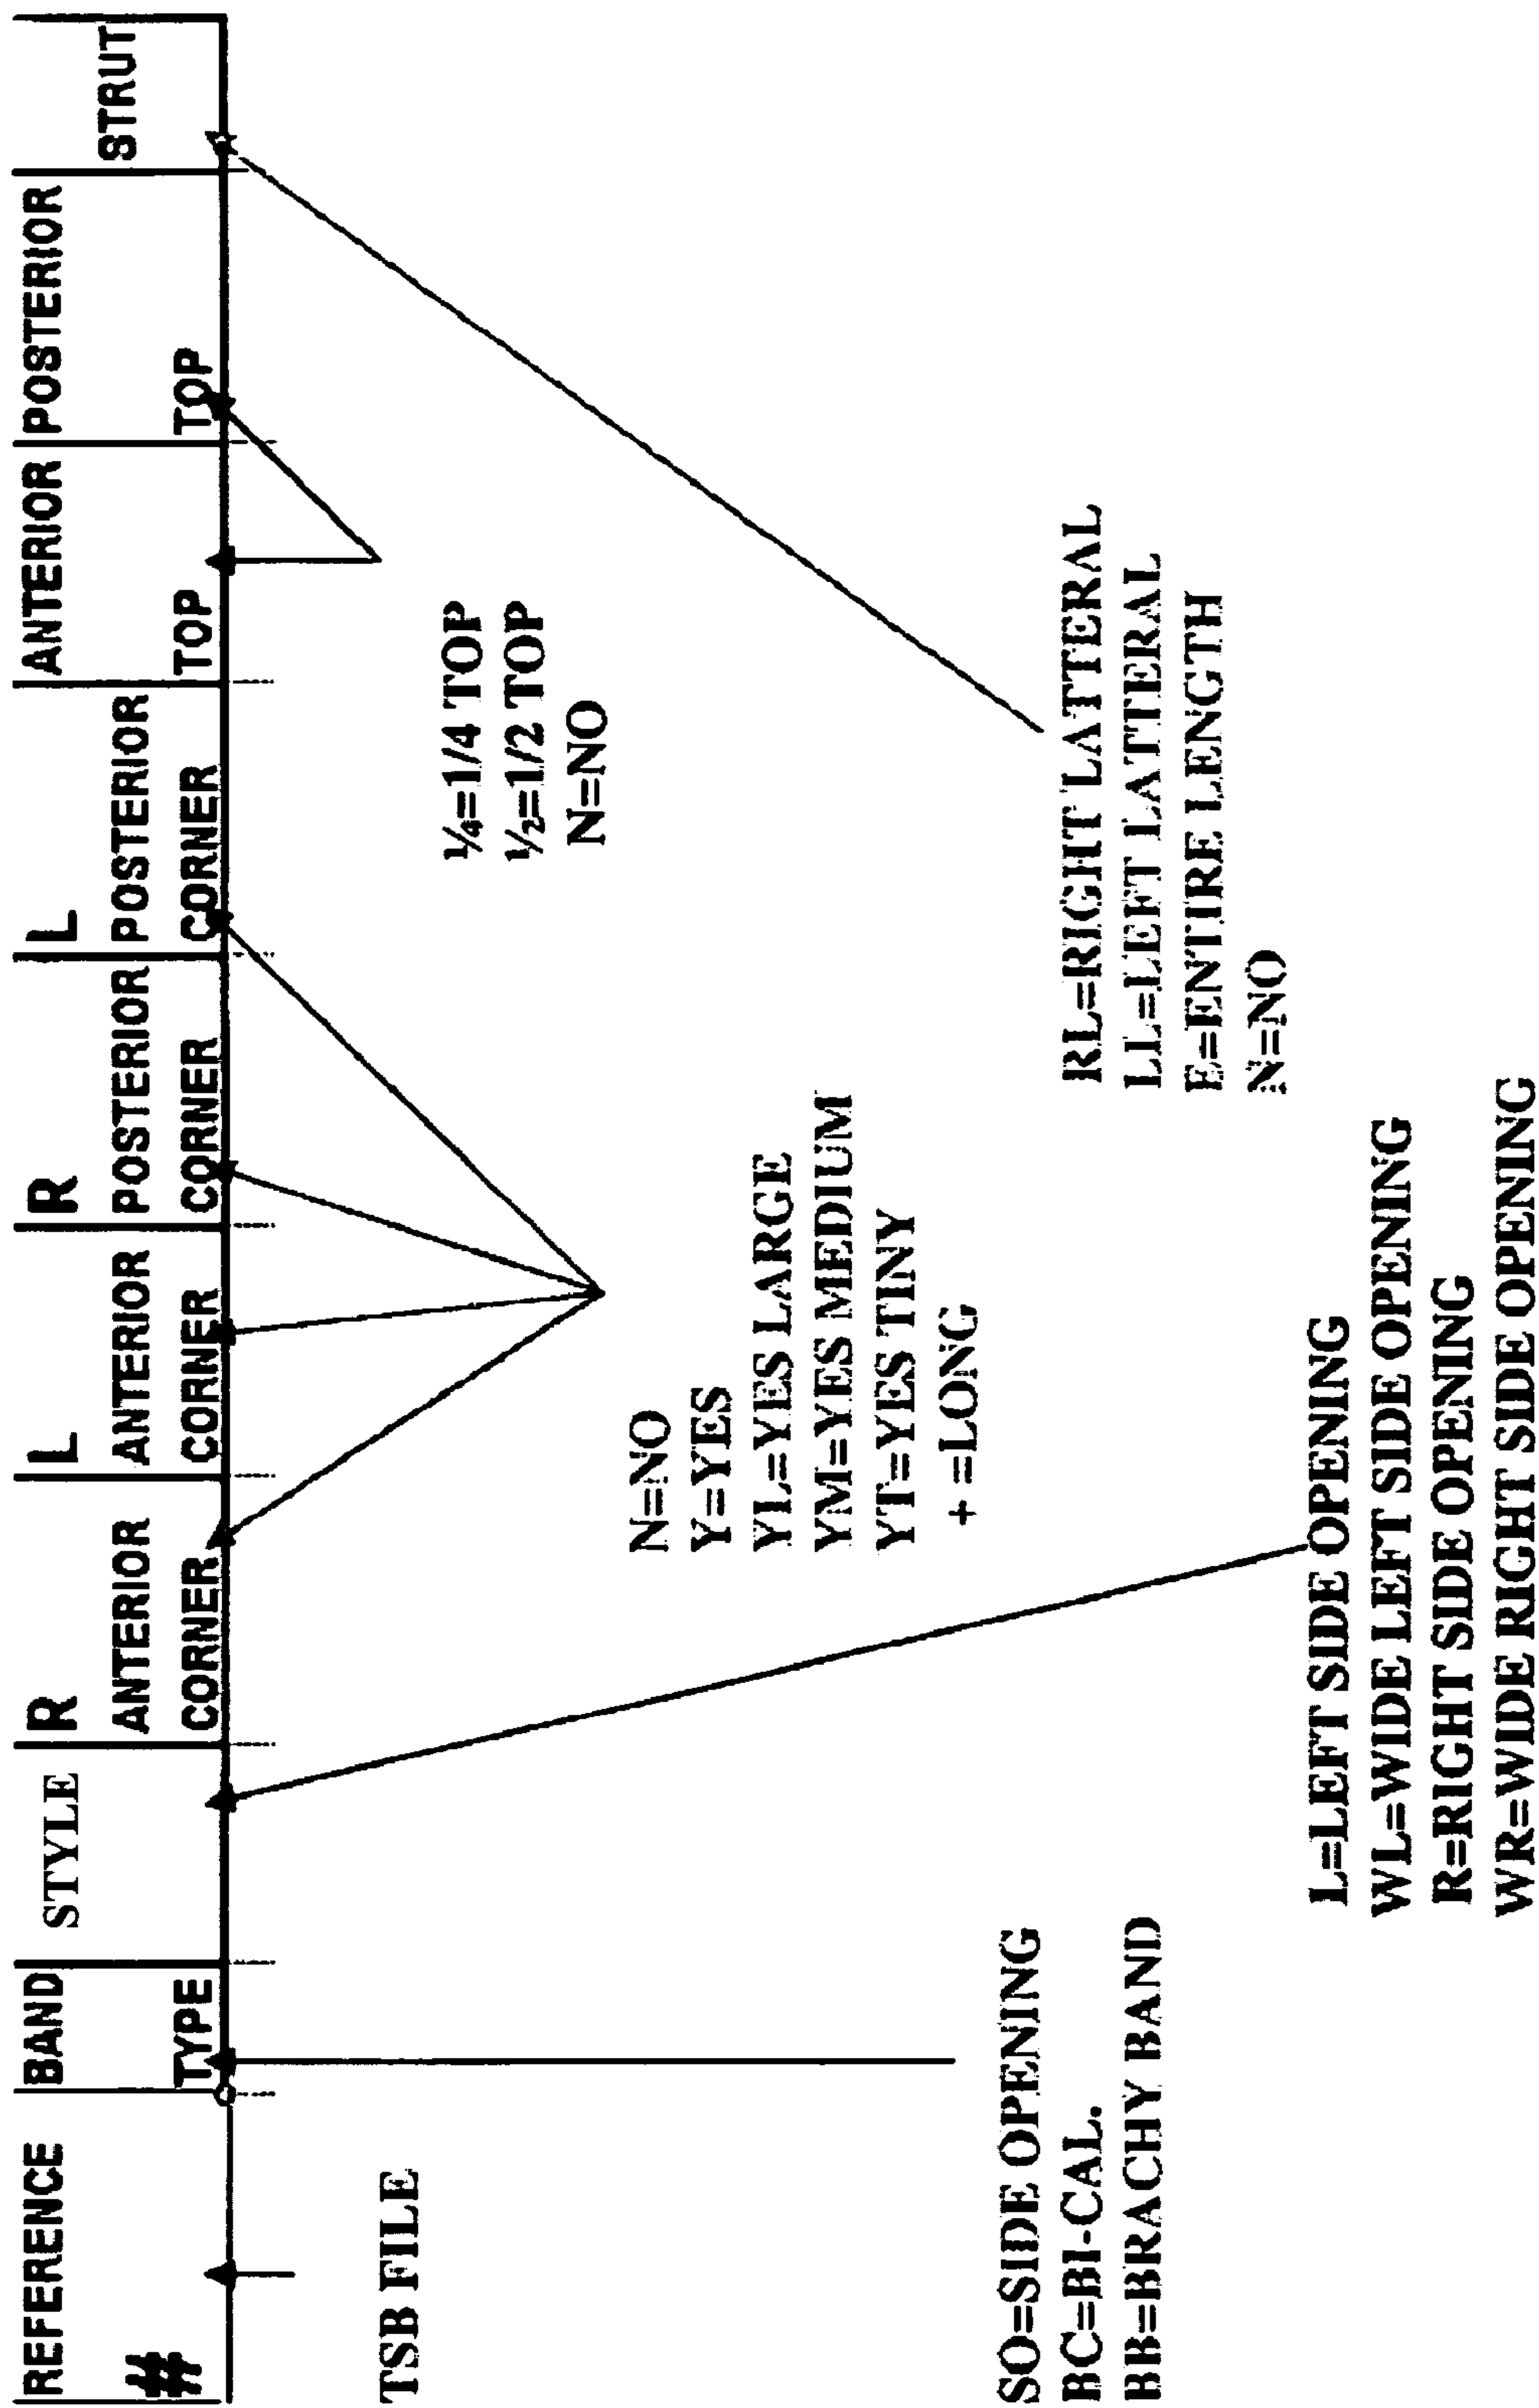 REFERENCE #
BAND TYPE
STYLE
R ANTERIOR CORNER
L ANTERIOR CORNER
R POSTERIOR CORNER
L POSTERIOR CORNER
ANTERIOR TOP
POSTERIOR TOP
STRUT
TSB FILE
SO=SIDE OPENING
BC=BI-CAL.
BB=BRACHY BAND
L=LEFT SIDE OPENING
WL=WIDE LEFT SIDE OPENING
R=RIGHT SIDE OPENING
WR=WIDE RIGHT SIDE OPENING
N=NO
Y=YES
YL=YES LARGE
YM=YES MEDIUM
YT=YES TINY
+ =LONG
¼=1/4 TOP
½=1/2 TOP
N=NO
RL=RIGHT LATTERAL
LL=LEFT LATTERAL
E=ENTIRE LENGTH
N=NO